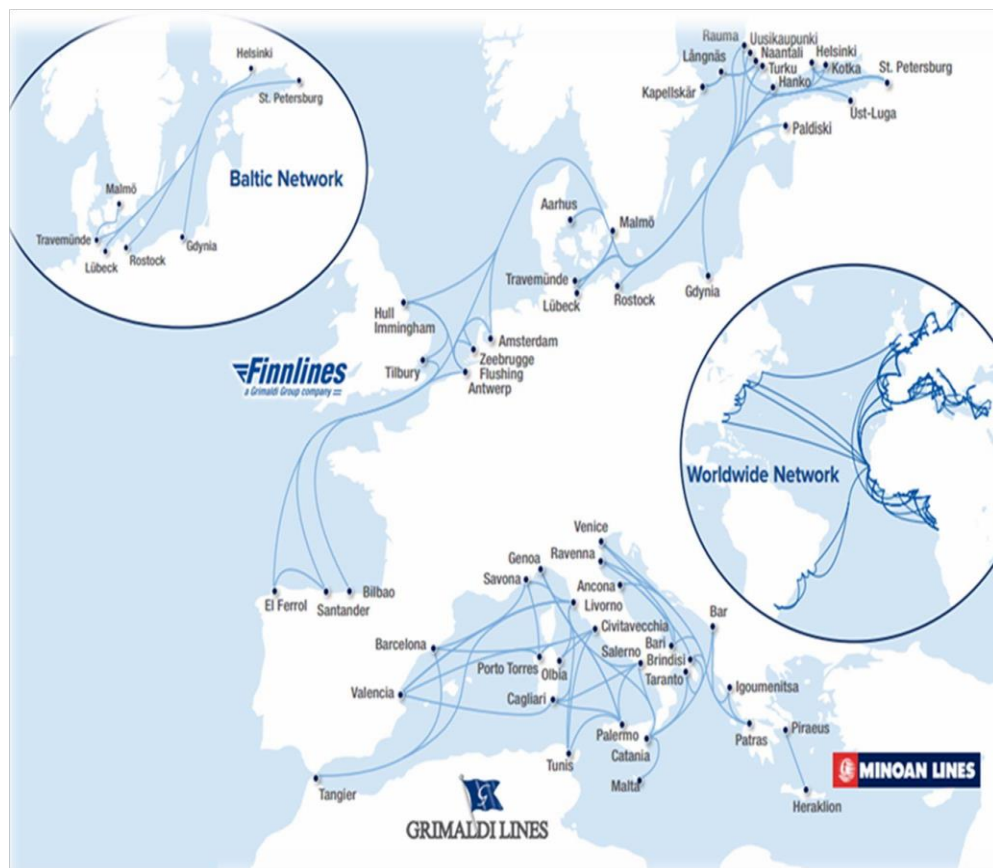 Helsinki
St. Petersburg
Baltic Network
Malmö
Travemünde
Lübeck
Rostock
Gdynia
Rauma
Uusikaupunki
Naantali
Turku
Långnäs
Kapellskär
Hanko
Helsinki
Kotka
St. Petersburg
Ust-Luga
Paldiski
Aarhus
Malmö
Travemünde
Lübeck
Rostock
Gdynia
Hull
Immingham
Tilbury
Amsterdam
Zeebrugge
Flushing
Antwerp
Finnlines
a Grimaldi Group company
Worldwide Network
El Ferrol
Santander
Bilbao
Venice
Ravenna
Genoa
Savona
Ancona
Livorno
Civitavecchia
Bar
Barcelona
Porto Torres
Olbia
Salerno
Bari
Brindisi
Taranto
Valencia
Cagliari
Igoumenitsa
Piraeus
Patras
Palermo
Catania
Tunis
Malta
Tangier
Heraklion
G
GRIMALDI LINES
MINOAN LINES